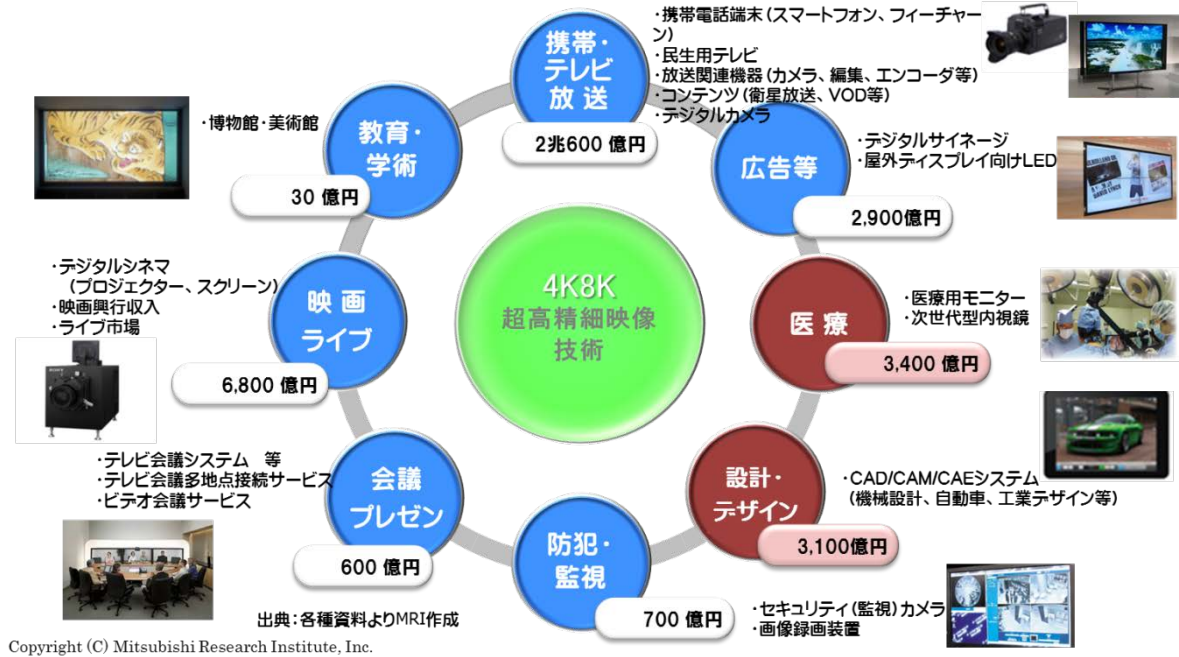 携帯・
テレビ
放送
2兆600 億円
・携帯電話端末(スマートフォン、フィーチャー
ン)
・民生用テレビ
・放送関連機器(カメラ、編集、エンコーダ等)
・コンテンツ(衛星放送、VOD等)
・デジタルカメラ
広告等
2,900億円
・デジタルサイネージ
・屋外ディスプレイ向けLED
医 療
3,400 億円
・医療用モニター
・次世代型内視鏡
設計・
デザイン
3,100億円
・CAD/CAM/CAEシステム
(機械設計、自動車、工業デザイン等)
防犯・
監視
700 億円
・セキュリティ(監視)カメラ
・画像録画装置
会議
プレゼン
600 億円
・テレビ会議システム 等
・テレビ会議多地点接続サービス
・ビデオ会議サービス
映 画
ライブ
6,800 億円
・デジタルシネマ
(プロジェクター、スクリーン)
・映画興行収入
・ライブ市場
教育・
学術
30 億円
・博物館・美術館
4K8K
超高精細映像
技術
出典:各種資料よりMRI作成
Copyright (C) Mitsubishi Research Institute, Inc.